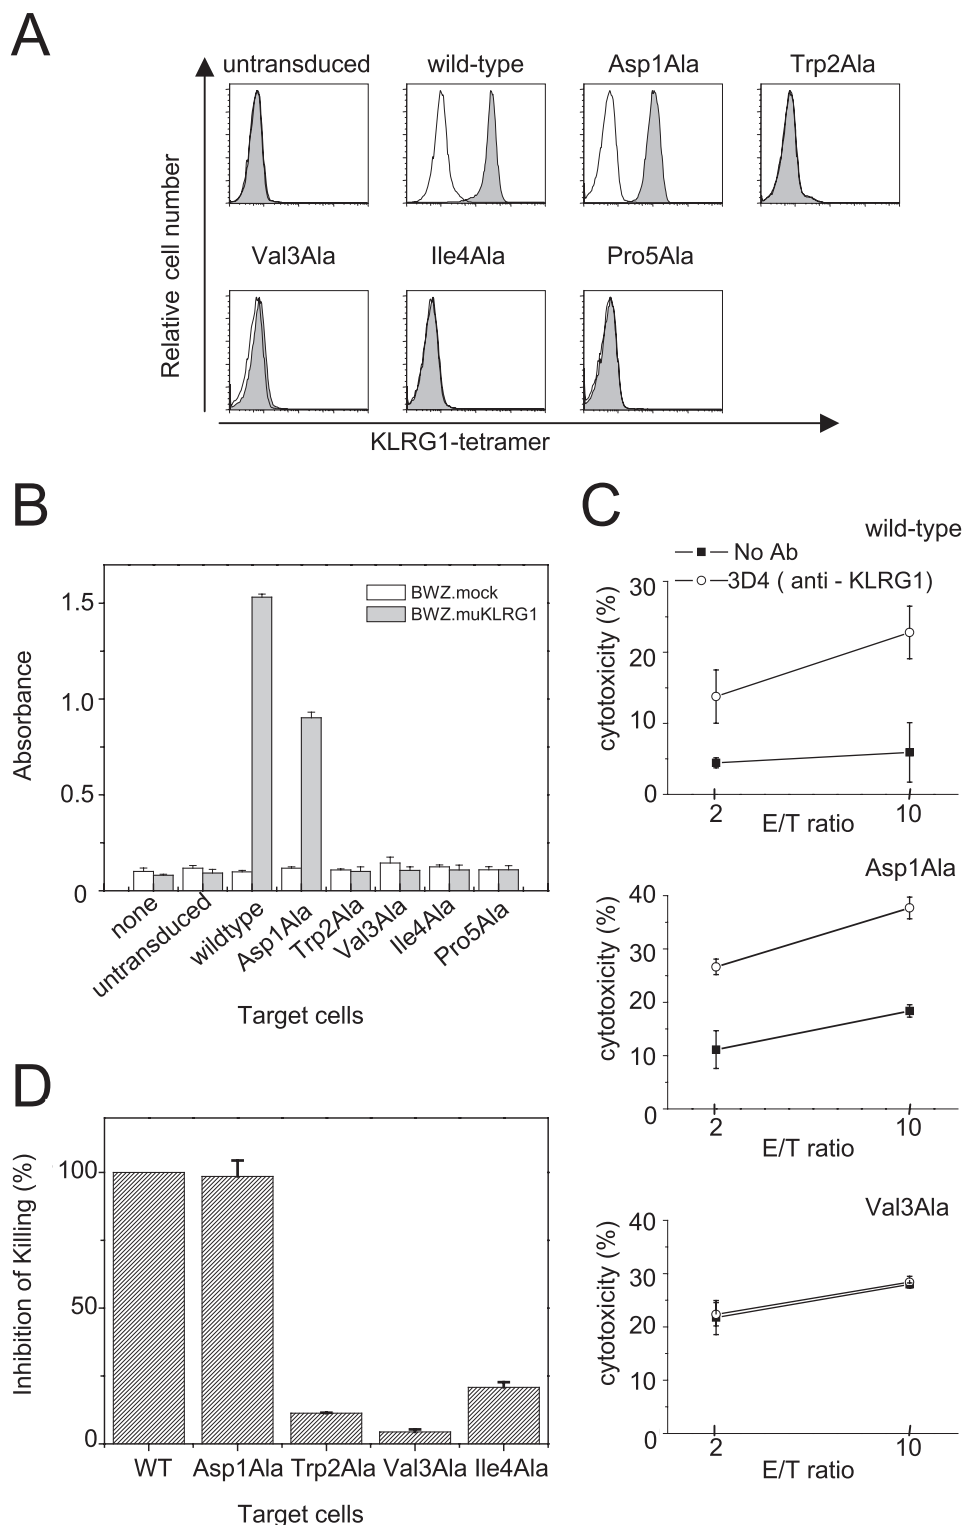 A
untransduced
wild-type
Asp1Ala
Trp2Ala
Val3Ala
Ile4Ala
Pro5Ala
Relative cell number
KLRG1-tetramer
B
BWZ.mock
BWZ.muKLRG1
Absorbance
1.5
1.0
0.5
0
none
untransduced
wildtype
Asp1Ala
Trp2Ala
Val3Ala
Ile4Ala
Pro5Ala
Target cells
C
wild-type
No Ab
3D4 ( anti - KLRG1)
cytotoxicity (%)
30
20
10
0
2
10
E/T ratio
Asp1Ala
cytotoxicity (%)
40
30
20
10
0
2
10
E/T ratio
Val3Ala
cytotoxicity (%)
40
30
20
10
0
2
10
E/T ratio
D
Inhibition of Killing (%)
100
50
0
WT
Asp1Ala
Trp2Ala
Val3Ala
Ile4Ala
Target cells